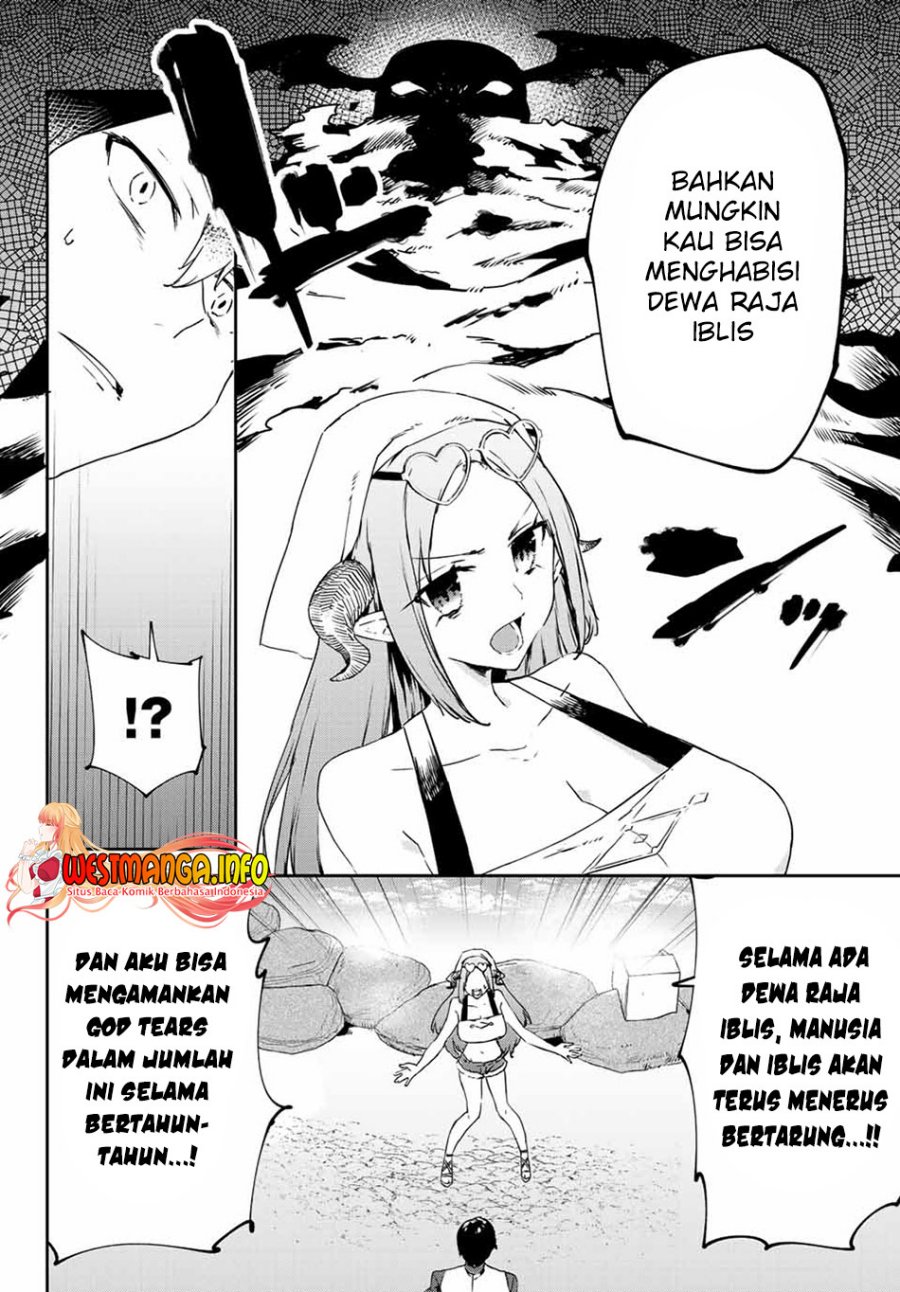 BAHKAN
MUNGKIN
KAU BISA
MENGHABISI
DEWA RAJA
IBLIS
!?
WESTMANGA.INFO
Situs Baca Komik Berbahasa Indonesia
SELAMA ADA
DEWA RAJA
IBLIS, MANUSIA
DAN IBLIS AKAN
TERUS MENERUS
BERTARUNG...!!
DAN AKU BISA
MENGAMANKAN
GOD TEARS
DALAM JUMLAH
INI SELAMA
BERTAHUN-
TAHUN...!